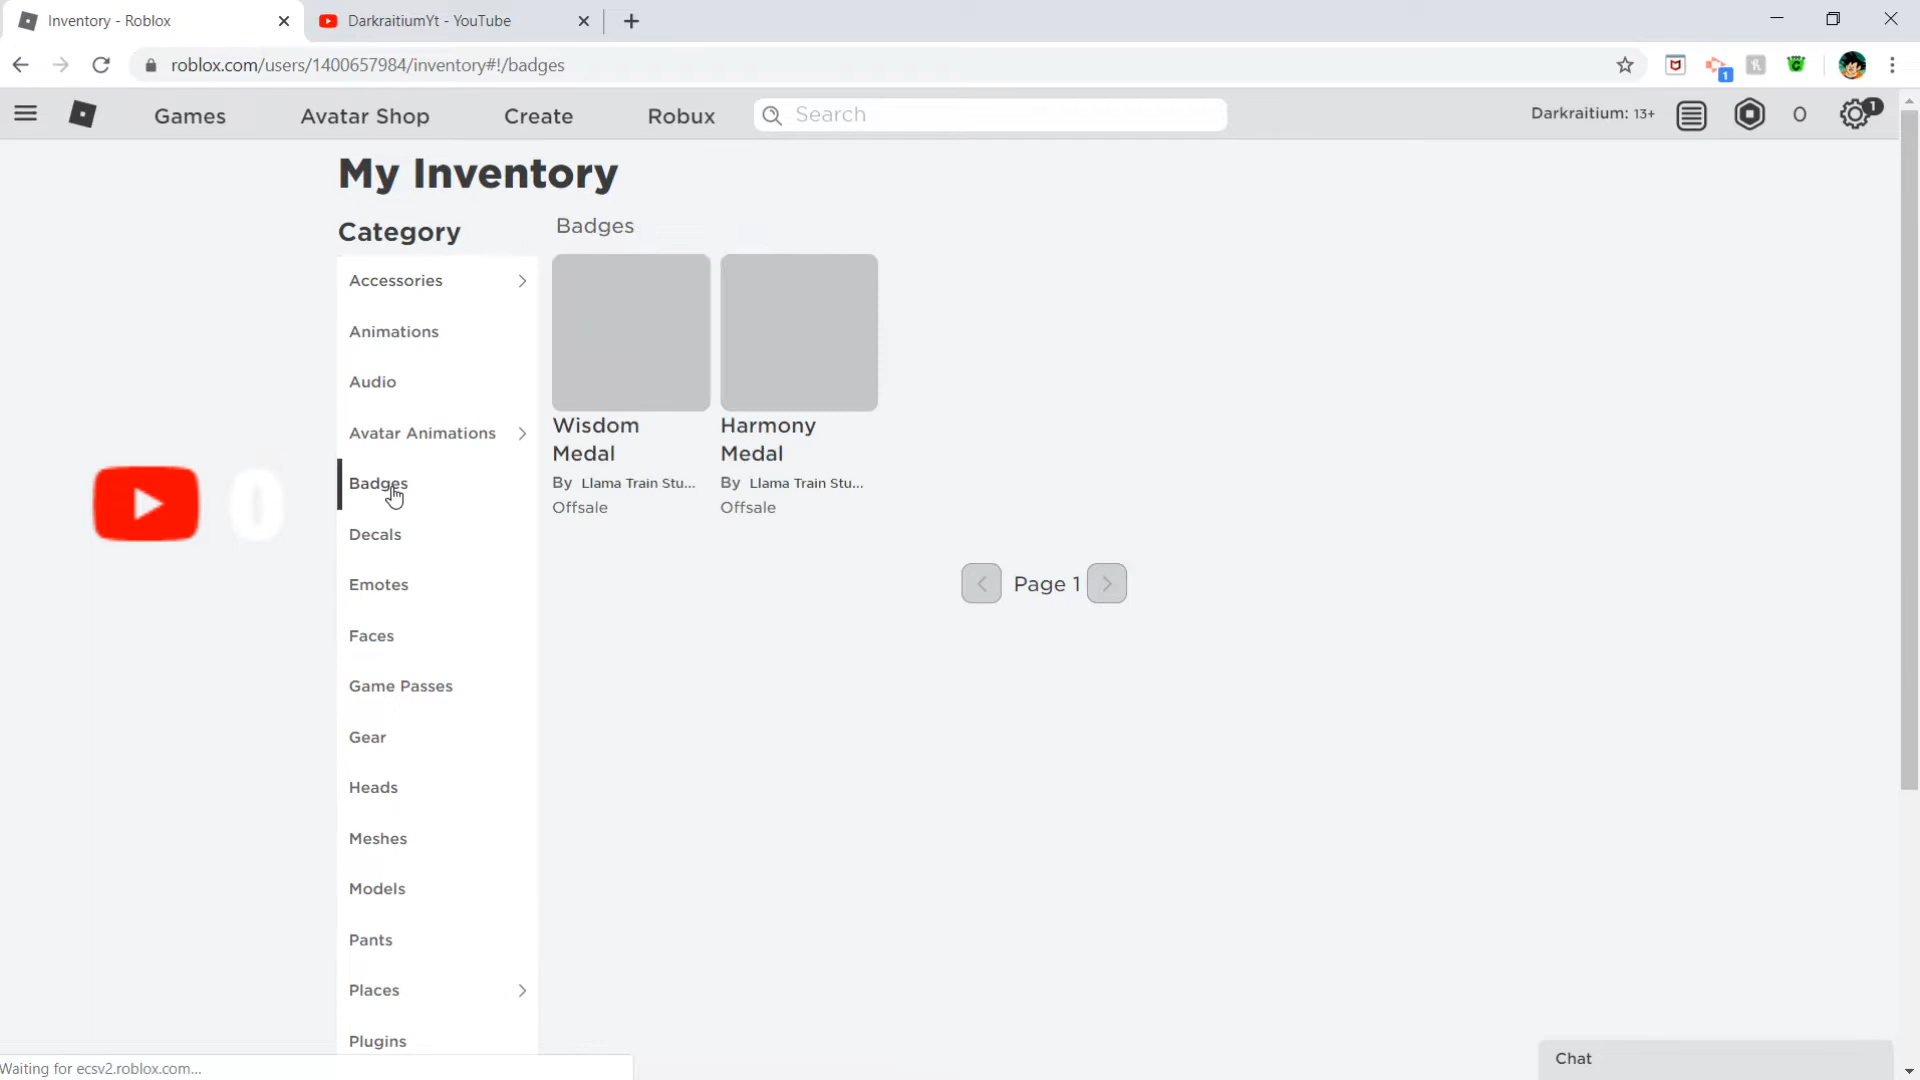 Inventory - Roblox
DarkraitiumYt - YouTube
roblox.com/users/1400657984/inventory#!/badges
1
Games
Avatar Shop
Create
Robux
Search
Darkraitium: 13+
0
1
My Inventory
Category
Accessories
Animations
Audio
Avatar Animations
Badges
Decals
Emotes
Faces
Game Passes
Gear
Heads
Meshes
Models
Pants
Places
Plugins
Badges
Wisdom
Medal
By Llama Train Stu...
Offsale
Harmony
Medal
By Llama Train Stu...
Offsale
Page 1
0
Chat
Waiting for ecsv2.roblox.com...